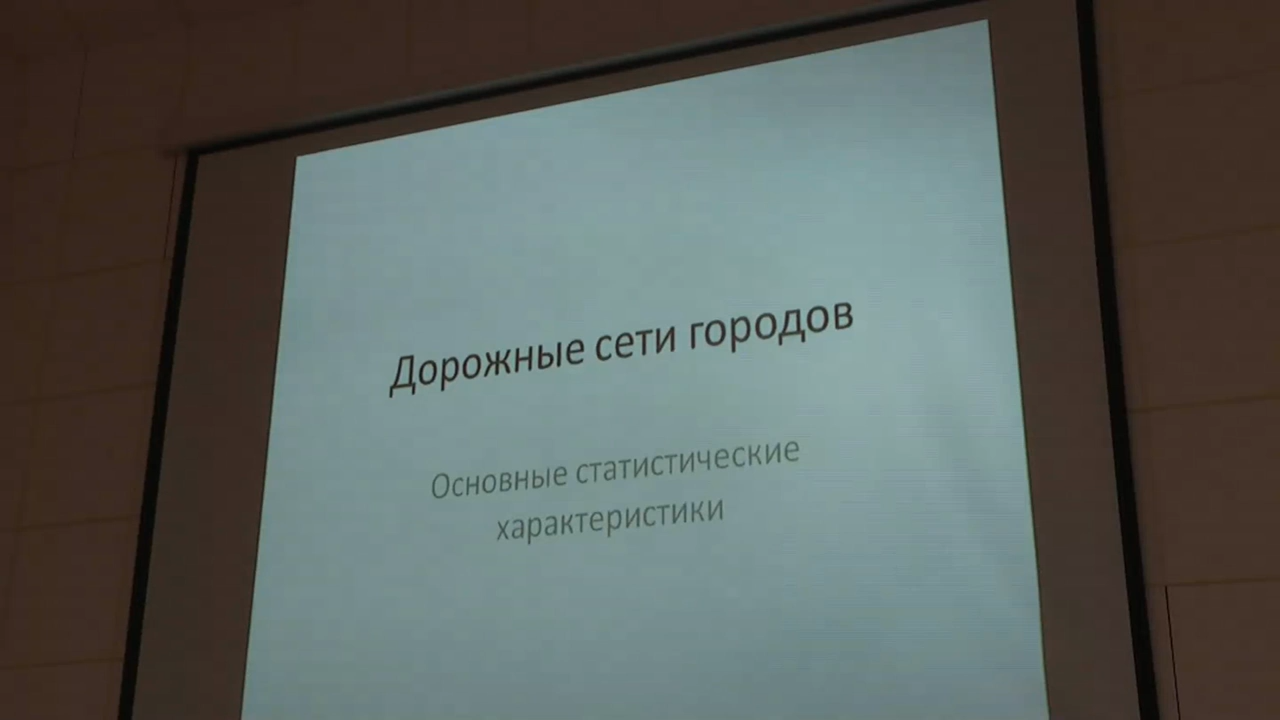 Дорожные сети городов
Основные статистические
характеристики